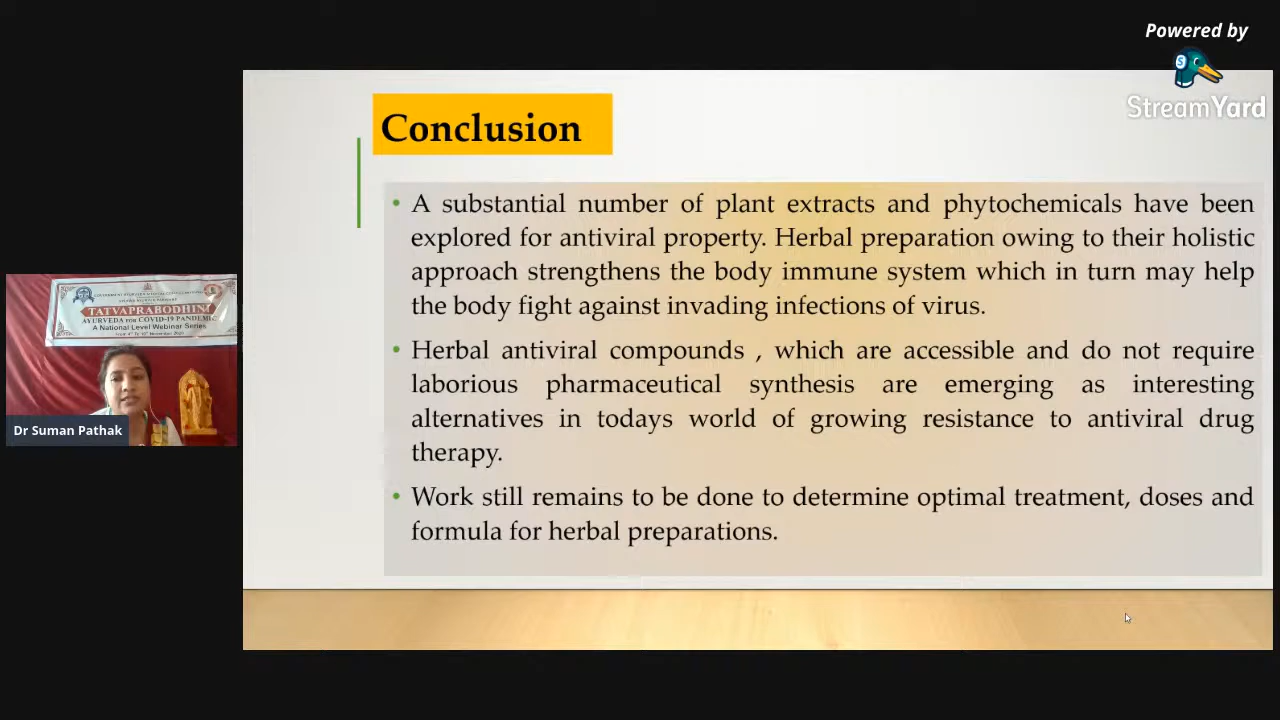 Powered by
StreamYard
Conclusion
• A substantial number of plant extracts and phytochemicals have been
explored for antiviral property. Herbal preparation owing to their holistic
approach strengthens the body immune system which in turn may help
the body fight against invading infections of virus.
• Herbal antiviral compounds , which are accessible and do not require
laborious pharmaceutical synthesis are emerging as interesting
alternatives in todays world of growing resistance to antiviral drug
therapy.
• Work still remains to be done to determine optimal treatment, doses and
formula for herbal preparations.
TATVAPRABODHINI
AYURVEDA FOR COVID-19 PANDEMIC
A National Level Webinar Series
Dr Suman Pathak